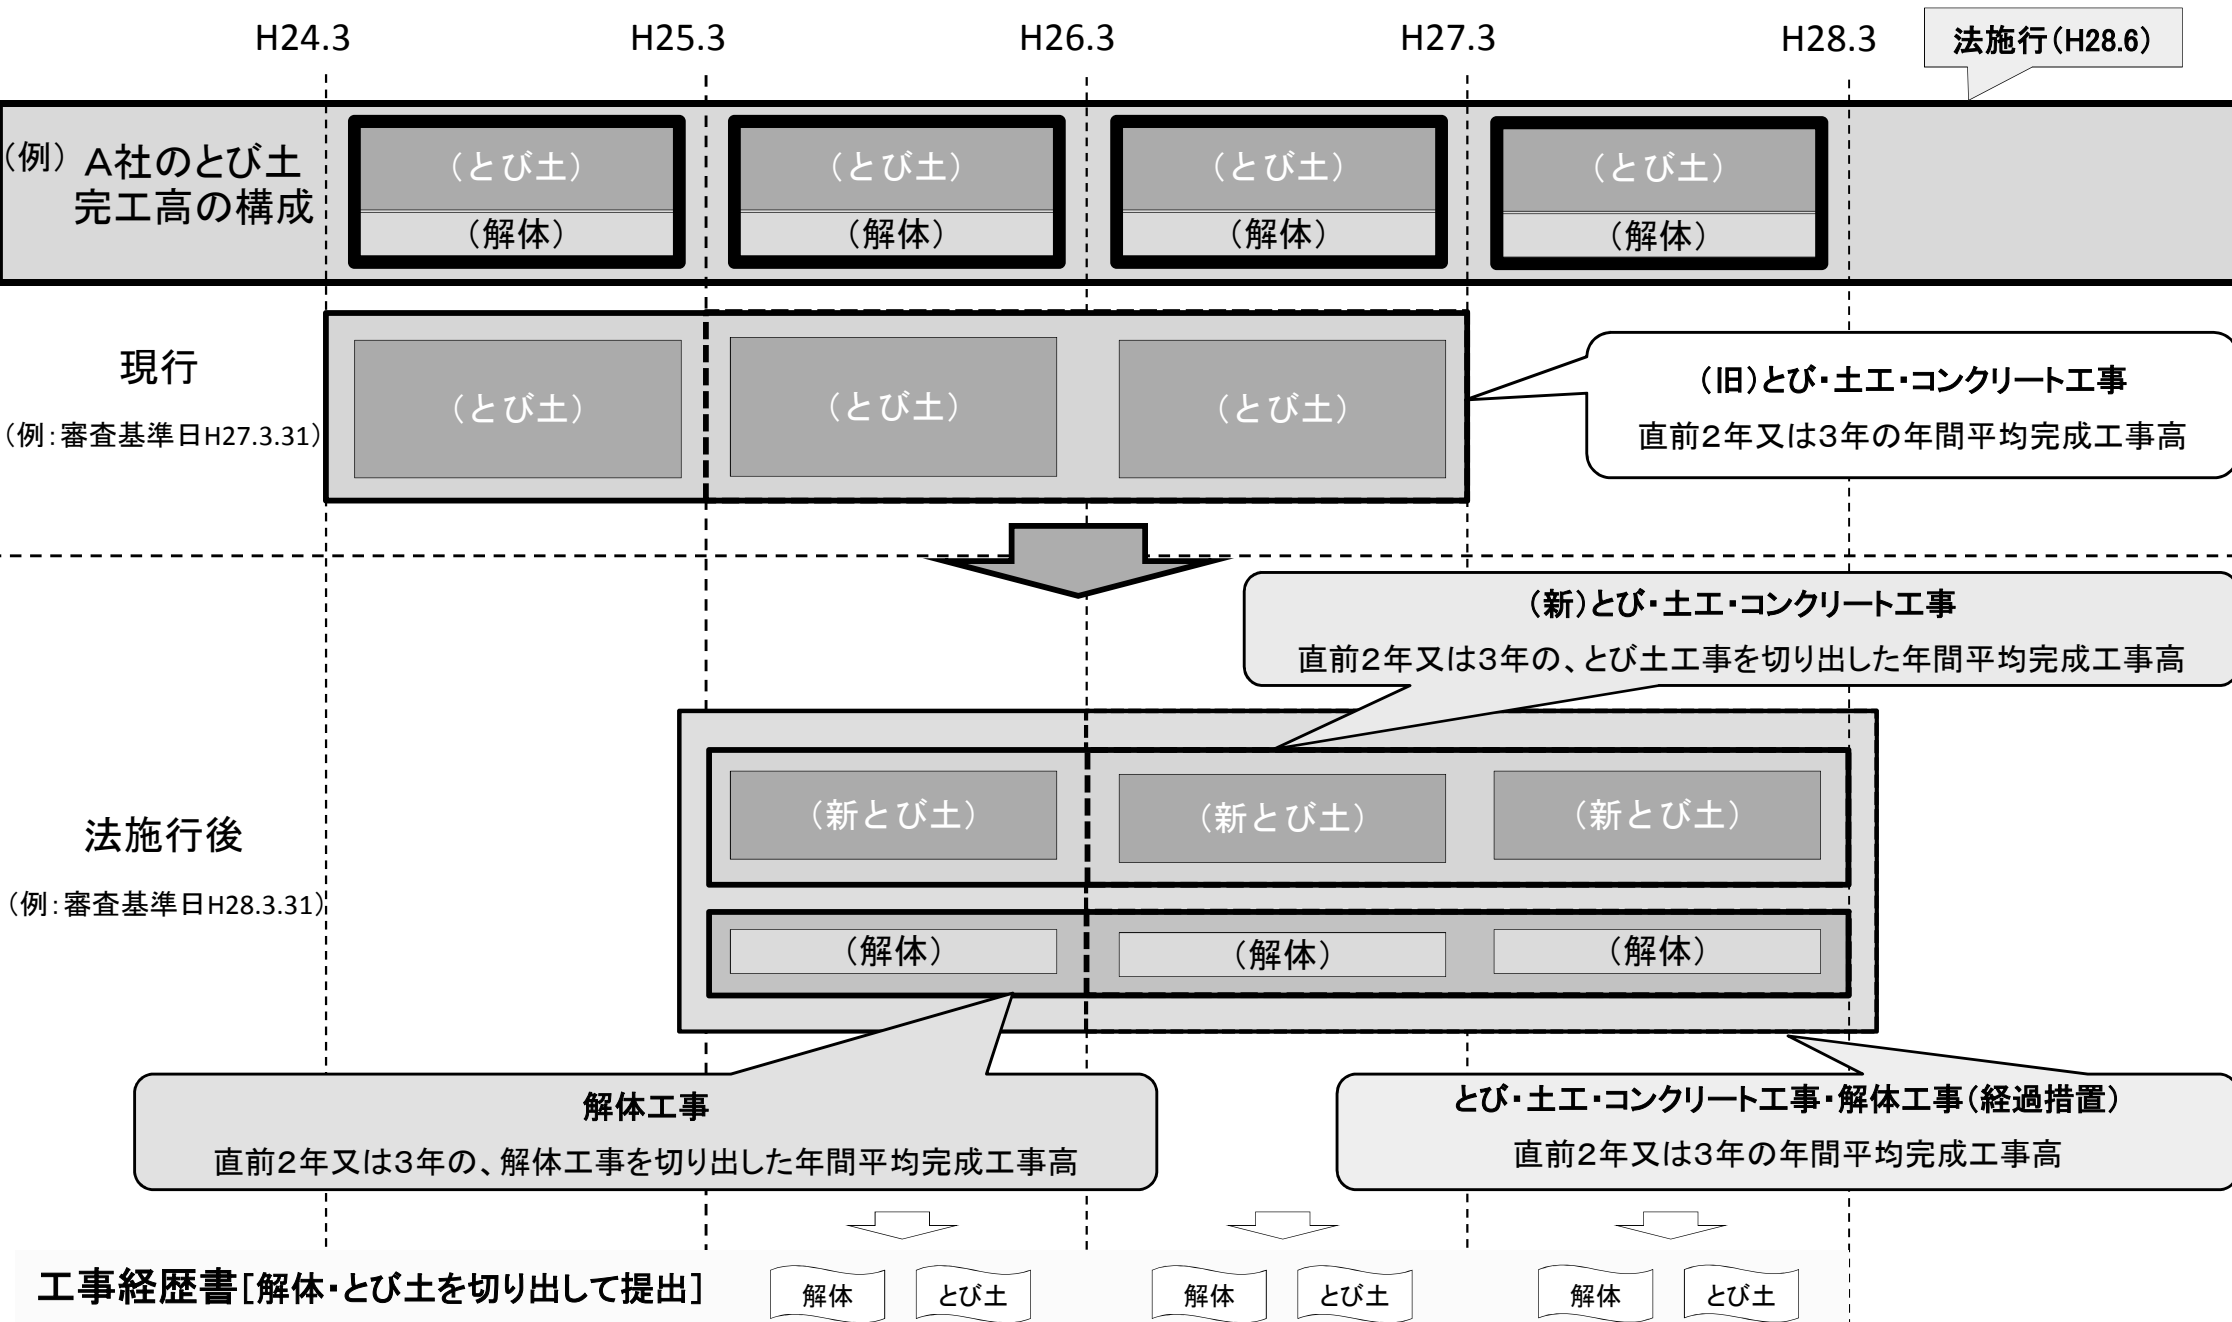 H24.3
H25.3
H26.3
H27.3
H28.3
法施行(H28.6)
(例)
A社のとび土
完工高の構成
(とび土)
(解体)
(とび土)
(解体)
(とび土)
(解体)
(とび土)
(解体)
現行
(例:審査基準日H27.3.31)
(とび土)
(とび土)
(とび土)
(旧)とび・土工・コンクリート工事
直前2年又は3年の年間平均完成工事高
(新)とび・土工・コンクリート工事
直前2年又は3年の、とび土工事を切り出した年間平均完成工事高
法施行後
(例:審査基準日H28.3.31)
(新とび土)
(新とび土)
(新とび土)
(解体)
(解体)
(解体)
解体工事
直前2年又は3年の、解体工事を切り出した年間平均完成工事高
とび・土工・コンクリート工事・解体工事(経過措置)
直前2年又は3年の年間平均完成工事高
工事経歴書[解体・とび土を切り出して提出]
解体
とび土
解体
とび土
解体
とび土